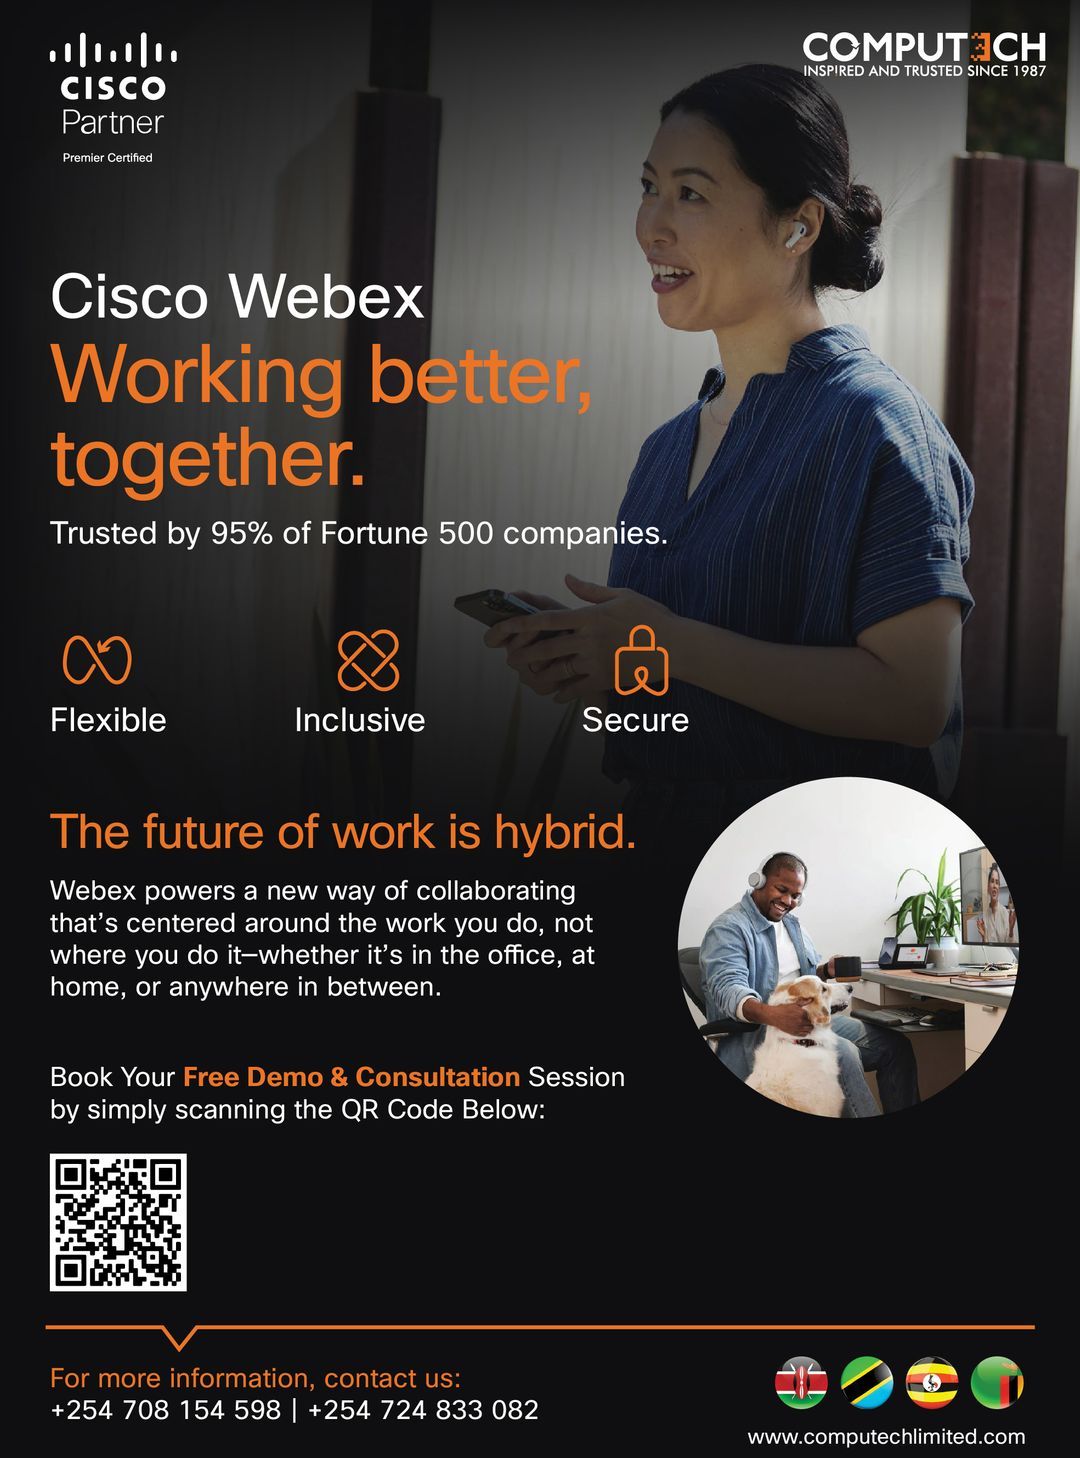 CISCO
Partner
Premier Certified
COMPUTECH
INSPIRED AND TRUSTED SINCE 1987
Cisco Webex
Working better,
together.
Trusted by 95% of Fortune 500 companies.
Flexible
Inclusive
Secure
The future of work is hybrid.
Webex powers a new way of collaborating
that's centered around the work you do, not
where you do it—whether it's in the office, at
home, or anywhere in between.
Book Your Free Demo & Consultation Session
by simply scanning the QR Code Below:
For more information, contact us:
+254 708 154 598 | +254 724 833 082
www.computechlimited.com